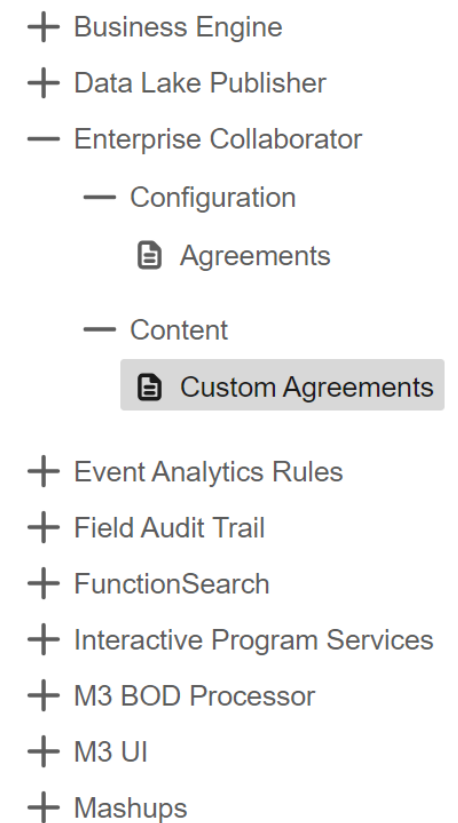 Business Engine
Data Lake Publisher
Enterprise Collaborator
Configuration
Agreements
Content
Custom Agreements
Event Analytics Rules
Field Audit Trail
FunctionSearch
Interactive Program Services
M3 BOD Processor
M3 UI
Mashups